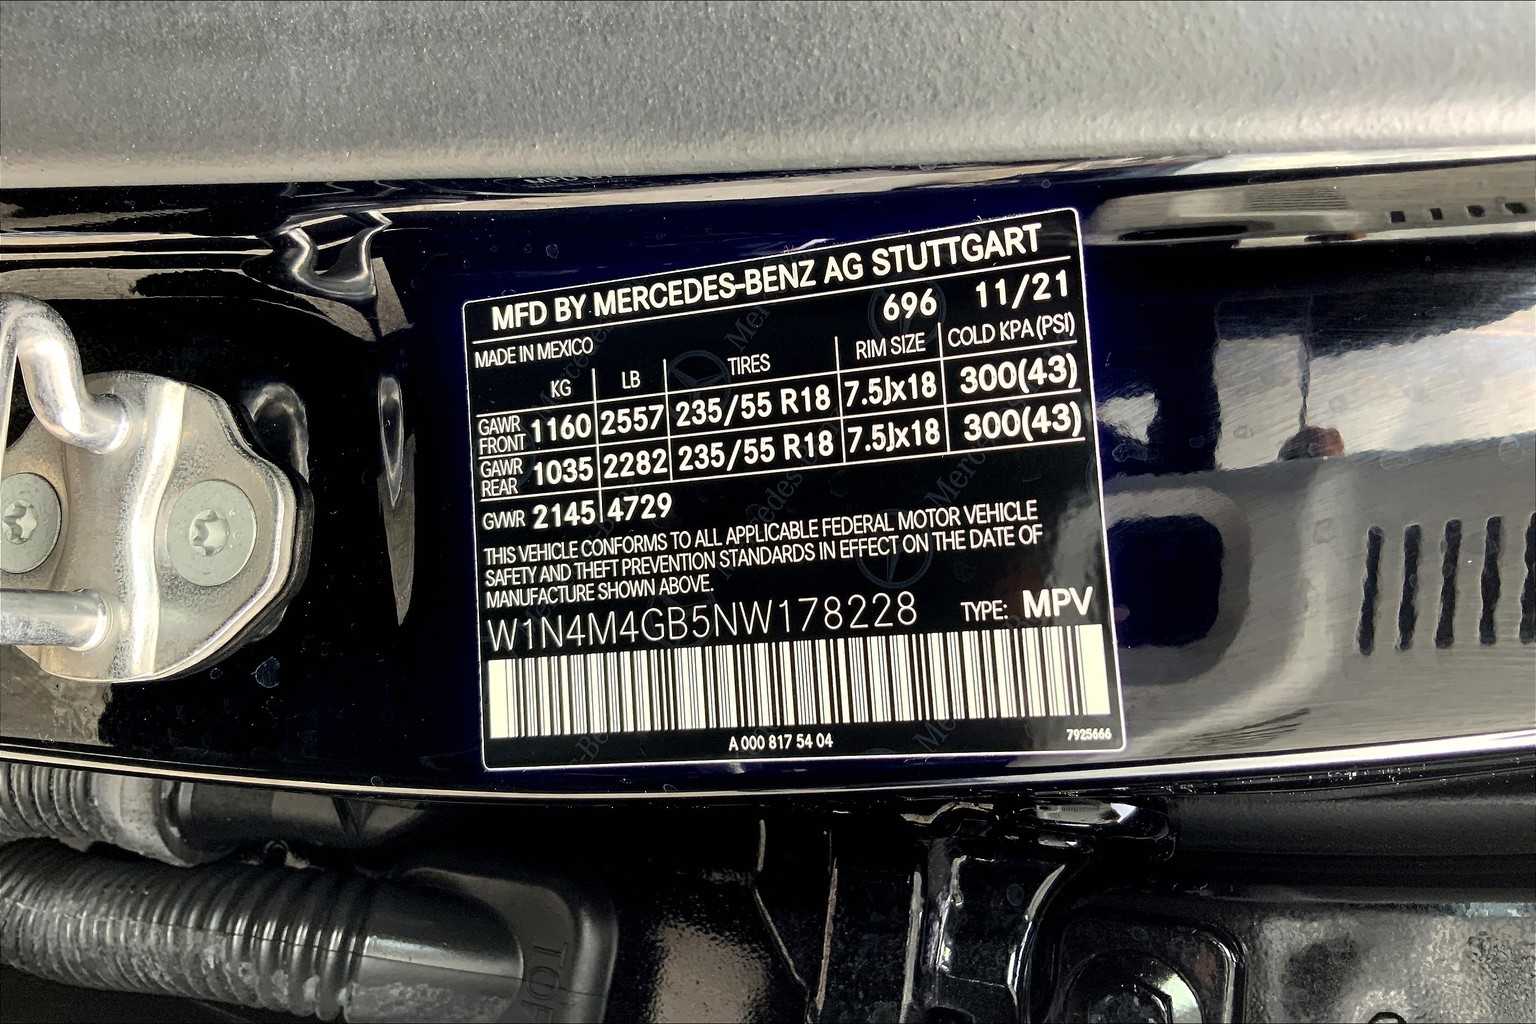 MFD BY MERCEDES-BENZ AG STUTTGART
696 11/21
MADE IN MEXICO
KG LB TIRES RIM SIZE COLD KPA (PSI)
GAWR FRONT 1160 2557 235/55 R18 7.5Jx18 300(43)
GAWR REAR 1035 2282 235/55 R18 7.5Jx18 300(43)
GVWR 2145 4729
THIS VEHICLE CONFORMS TO ALL APPLICABLE FEDERAL MOTOR VEHICLE
SAFETY AND THEFT PREVENTION STANDARDS IN EFFECT ON THE DATE OF
MANUFACTURE SHOWN ABOVE.
W1N4M4GB5NW178228 TYPE: MPV
A 000 817 54 04 7925666